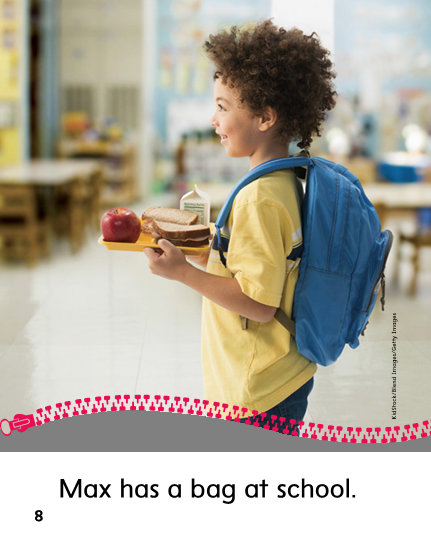 KidStock/Blend Images/Getty Images
Max has a bag at school.
8